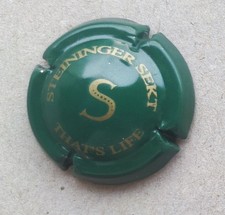 STEININGER SEKT
S
THAT'S LIFE